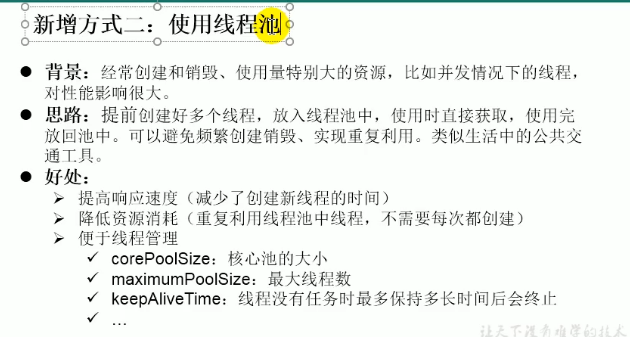 新增方式二：使用线程池
● 背景：经常创建和销毁、使用量特别大的资源，比如并发情况下的线程，
对性能影响很大。
● 思路：提前创建好多个线程，放入线程池中，使用时直接获取，使用完
放回池中。可以避免频繁创建销毁、实现重复利用。类似生活中的公共交
通工具。
● 好处：
➢ 提高响应速度（减少了创建新线程的时间）
➢ 降低资源消耗（重复利用线程池中线程，不需要每次都创建）
➢ 便于线程管理
✓ corePoolSize：核心池的大小
✓ maximumPoolSize：最大线程数
✓ keepAliveTime：线程没有任务时最多保持多长时间后会终止
✓ …
让天下没有难学的技术